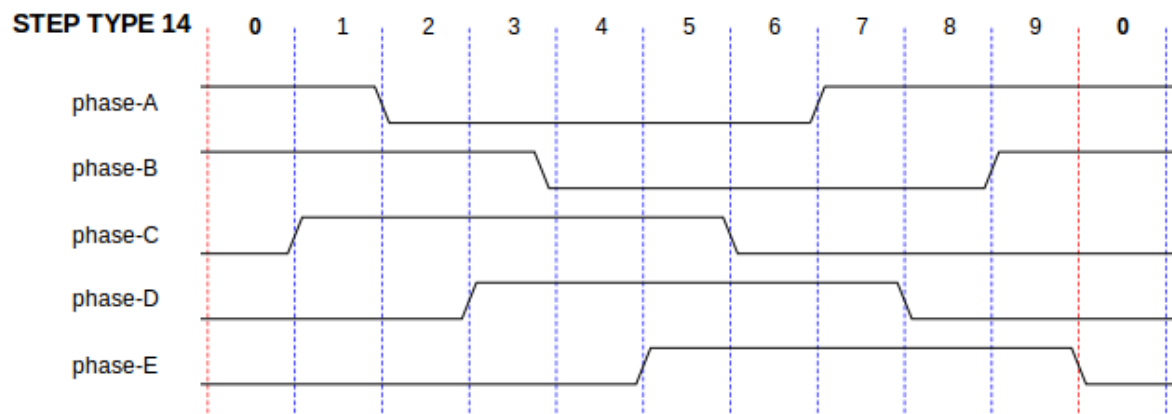 STEP TYPE 14 0 1 2 3 4 5 6 7 8 9 0
phase-A
phase-B
phase-C
phase-D
phase-E